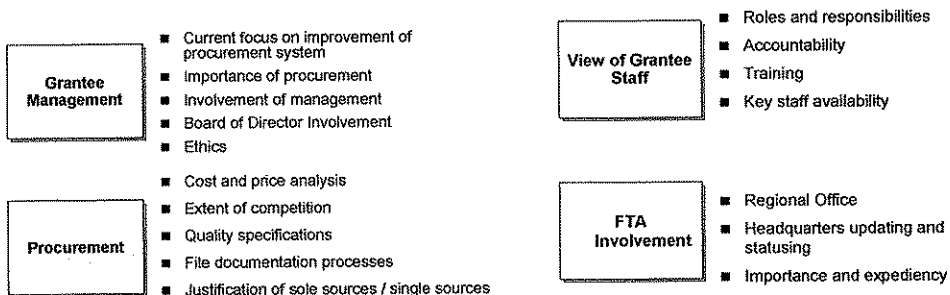 Grantee
Management
■ Current focus on improvement of
procurement system
■ Importance of procurement
■ Involvement of management
■ Board of Director Involvement
■ Ethics
View of Grantee
Staff
■ Roles and responsibilities
■ Accountability
■ Training
■ Key staff availability
Procurement
■ Cost and price analysis
■ Extent of competition
■ Quality specifications
■ File documentation processes
■ Justification of sole sources / single sources
FTA
Involvement
■ Regional Office
■ Headquarters updating and
statusing
■ Importance and expediency